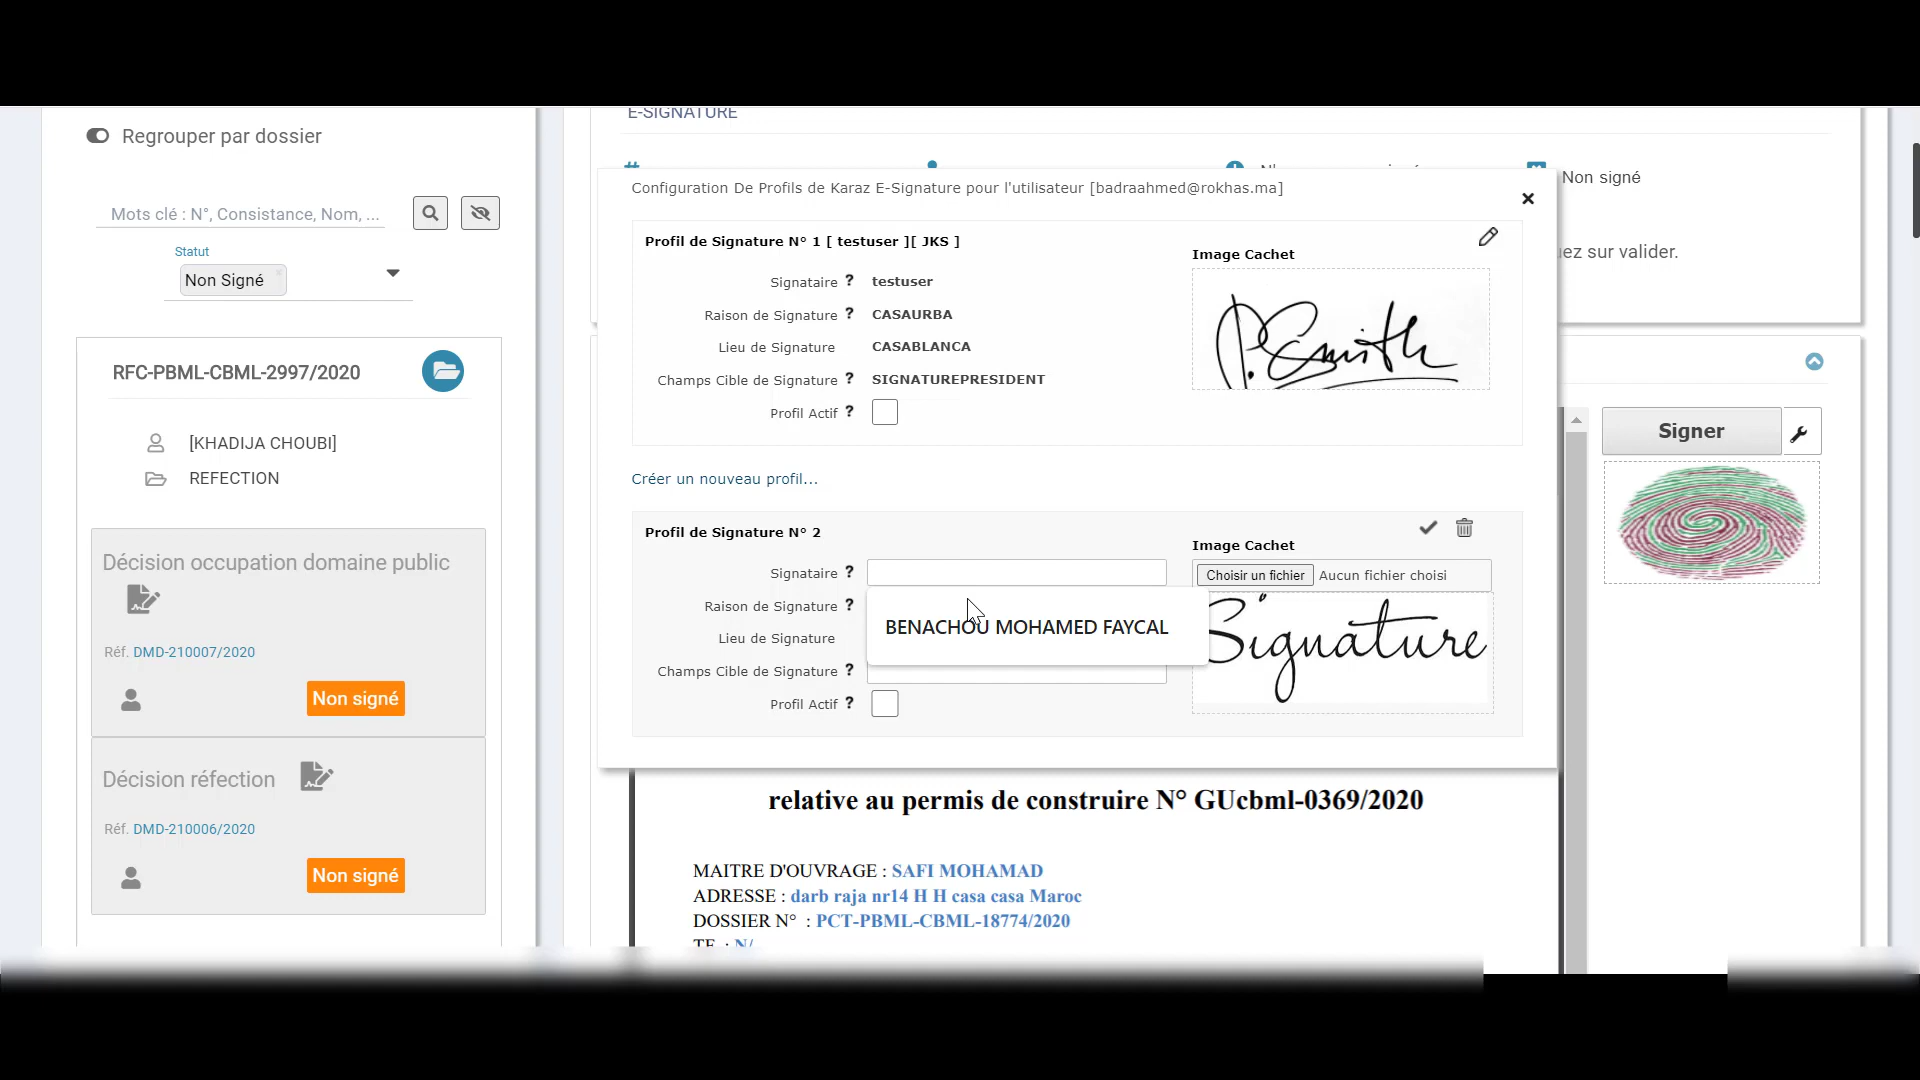 E-SIGNATURE
Regrouper par dossier
Mots clé : N°, Consistance, Nom, ...
Statut
Non Signé
RFC-PBML-CBML-2997/2020
[KHADIJA CHOUBI]
REFECTION
Décision occupation domaine public
Réf. DMD-210007/2020
Non signé
Décision réfection
Réf. DMD-210006/2020
Non signé
Non signé
uez sur valider.
Configuration De Profils de Karaz E-Signature pour l'utilisateur [badraahmed@rokhas.ma]
Profil de Signature N° 1 [ testuser ][ JKS ]
Image Cachet
Signataire ? testuser
Raison de Signature ? CASAURBA
Lieu de Signature CASABLANCA
Champs Cible de Signature ? SIGNATUREPRESIDENT
Profil Actif ?
Smith
Créer un nouveau profil...
Profil de Signature N° 2
Image Cachet
Signataire ?
Choisir un fichier Aucun fichier choisi
Raison de Signature ?
BENACHOU MOHAMED FAYCAL
Lieu de Signature
Champs Cible de Signature ?
Profil Actif ?
Signature
Signer
relative au permis de construire N° GUcbml-0369/2020
MAITRE D'OUVRAGE : SAFI MOHAMAD
ADRESSE : darb raja nr14 H H casa casa Maroc
DOSSIER N° : PCT-PBML-CBML-18774/2020